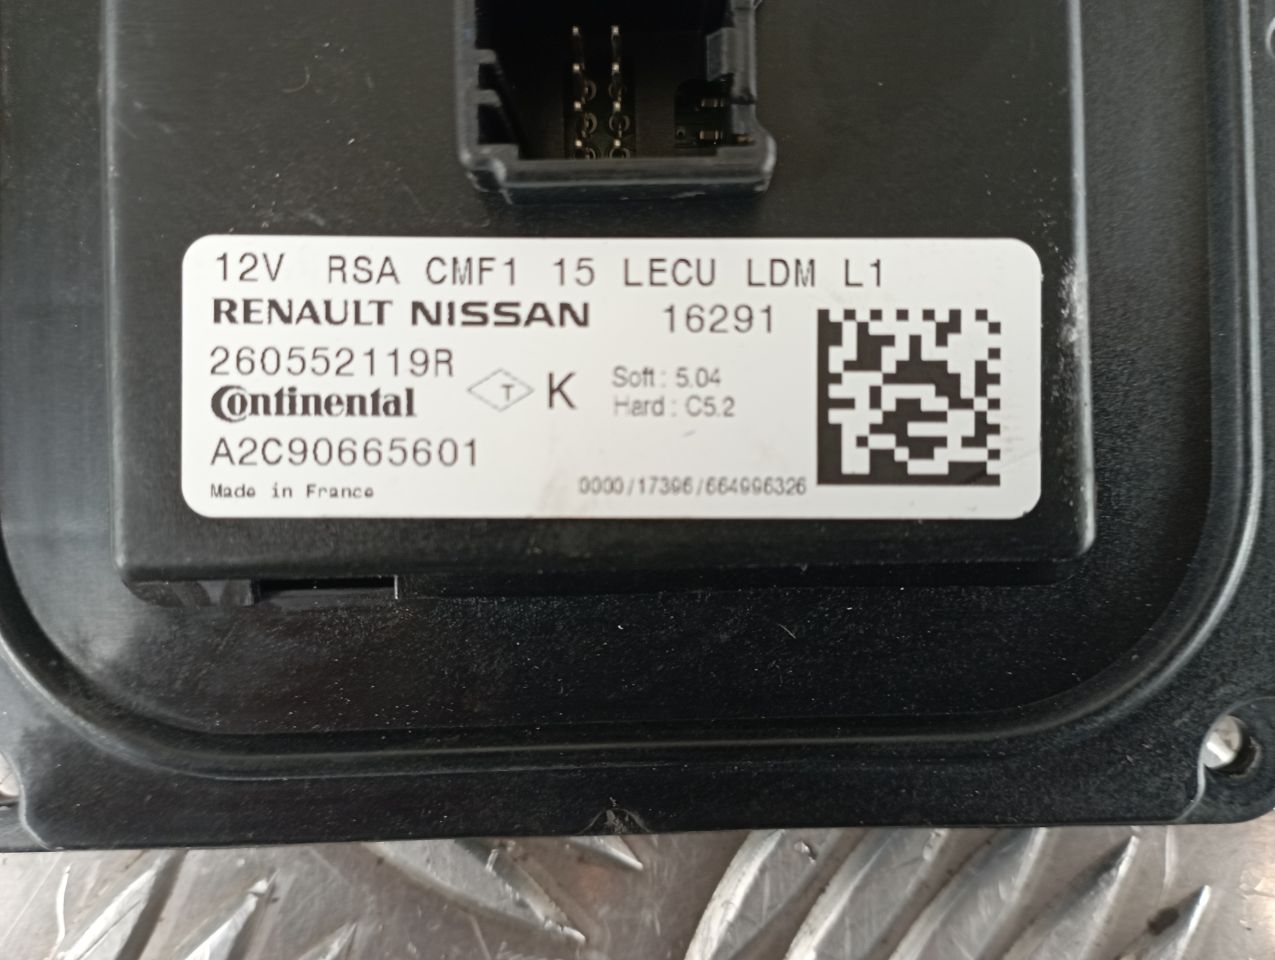 12V RSA CMF1 15 LECU LDM L1
RENAULT NISSAN 16291
260552119R
Continental T K Soft : 5.04
Hard : C5.2
A2C90665601
Made in France 0000/17396/664996326